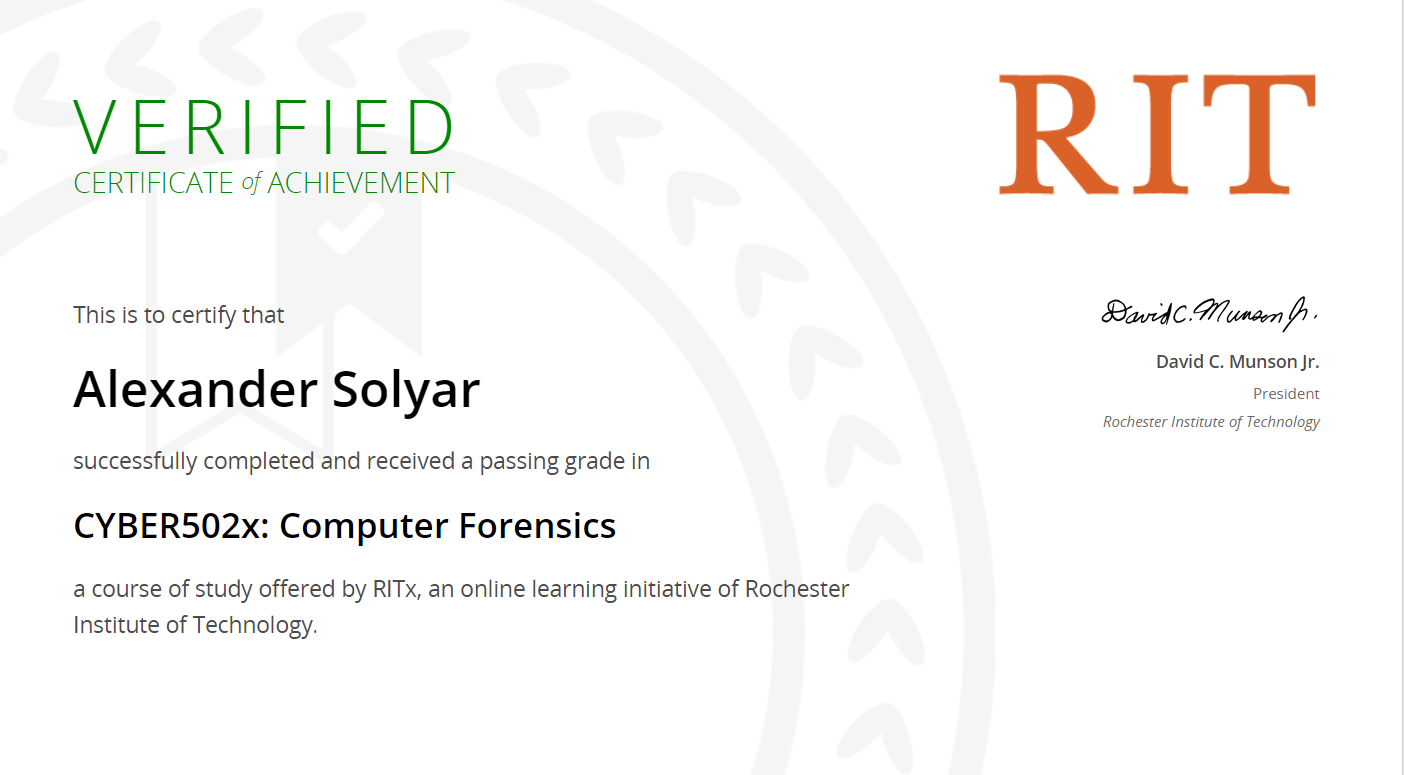 VERIFIED
CERTIFICATE of ACHIEVEMENT
RIT
This is to certify that
Alexander Solyar
successfully completed and received a passing grade in
CYBER502x: Computer Forensics
a course of study offered by RITx, an online learning initiative of Rochester
Institute of Technology.
David C. Munson Jr.
David C. Munson Jr.
President
Rochester Institute of Technology